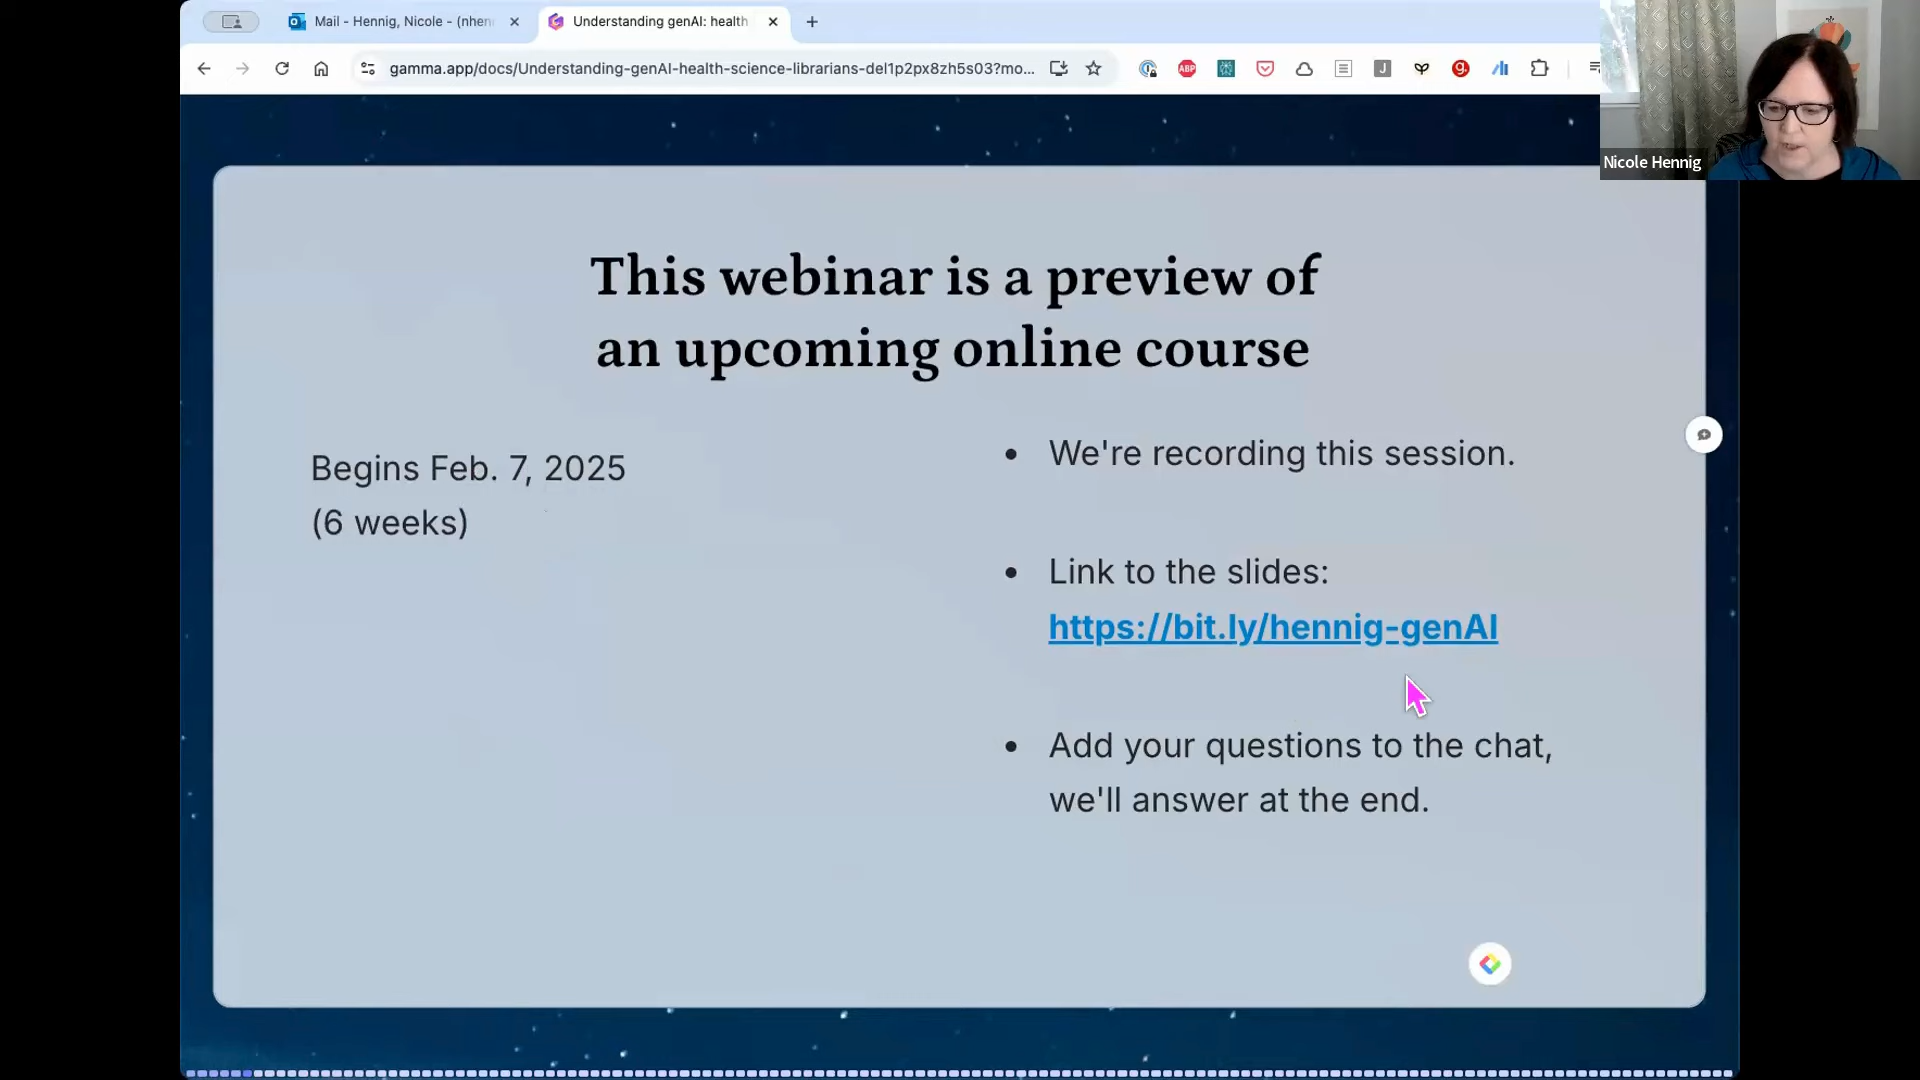 Mail - Hennig, Nicole - (nhen
Understanding genAI: health
gamma.app/docs/Understanding-genAI-health-science-librarians-del1p2px8zh5s03?mo...
ABP
J
g.
Nicole Hennig
This webinar is a preview of
an upcoming online course
Begins Feb. 7, 2025
(6 weeks)
• We're recording this session.
• Link to the slides:
https://bit.ly/hennig-genAI
• Add your questions to the chat,
we'll answer at the end.